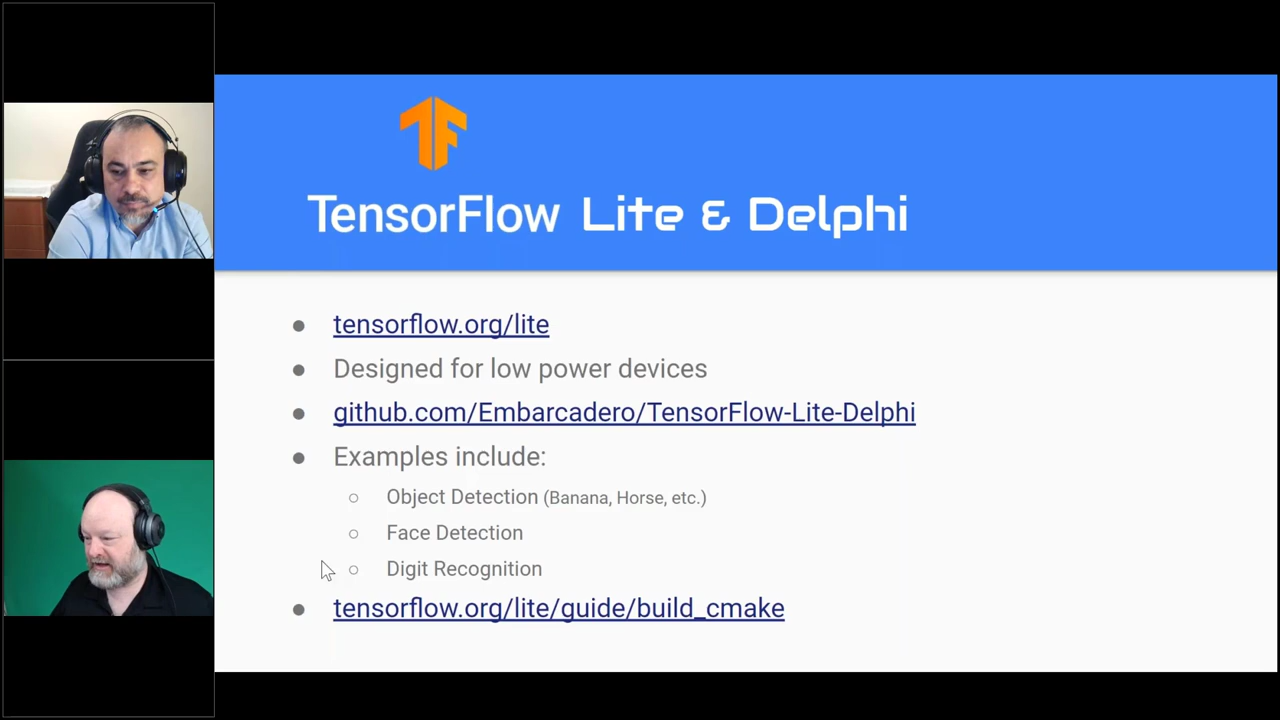 TensorFlow Lite & Delphi
tensorflow.org/lite
Designed for low power devices
github.com/Embarcadero/TensorFlow-Lite-Delphi
Examples include:
Object Detection (Banana, Horse, etc.)
Face Detection
Digit Recognition
tensorflow.org/lite/guide/build_cmake